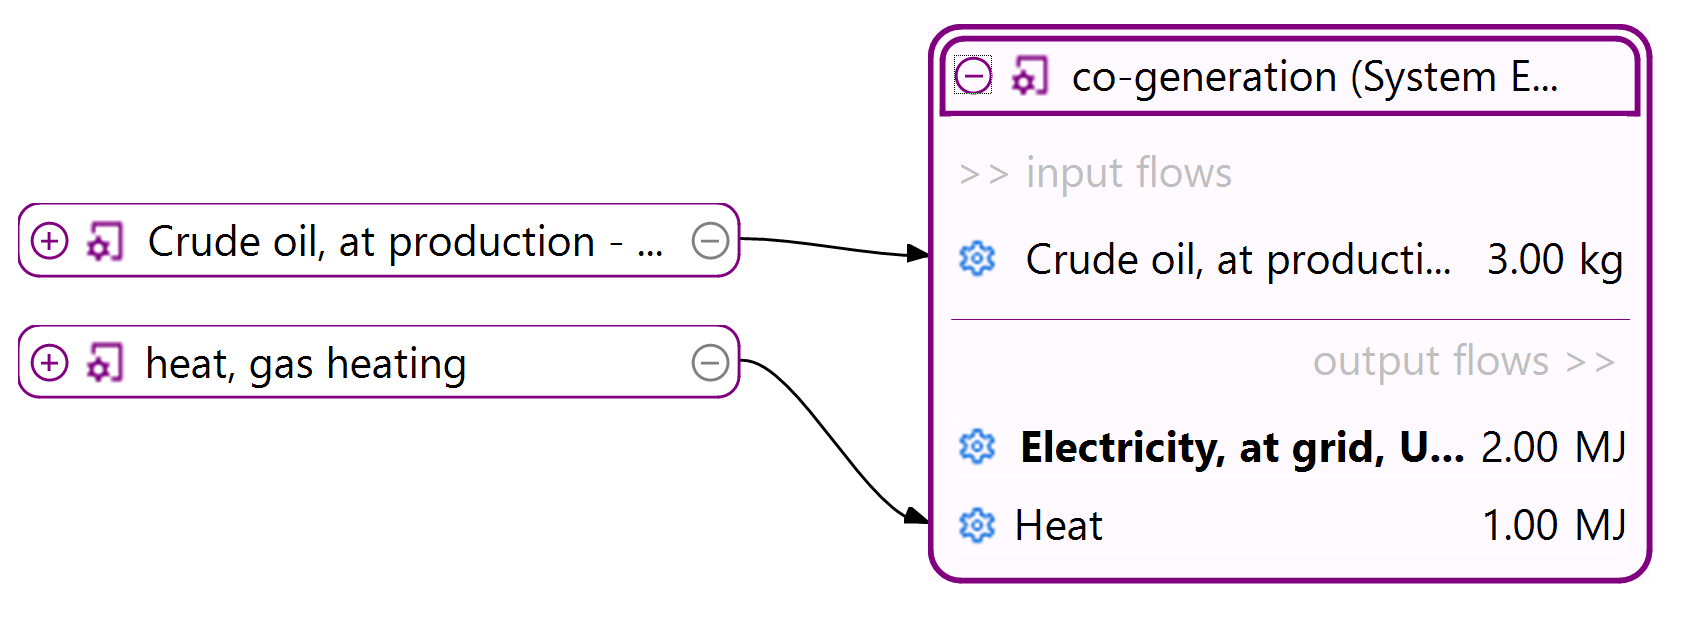 co-generation (System E...
>> input flows
Crude oil, at production - ...
Crude oil, at producti... 3.00 kg
heat, gas heating
output flows >>
Electricity, at grid, U... 2.00 MJ
Heat 1.00 MJ